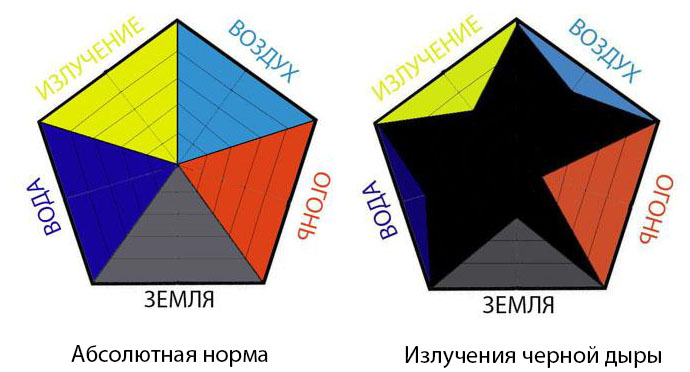 ИЗЛУЧЕНИЕ
ВОЗДУХ
ВОДА
ОГОНЬ
ЗЕМЛЯ
Абсолютная норма
ИЗЛУЧЕНИЕ
ВОЗДУХ
ВОДА
ОГОНЬ
ЗЕМЛЯ
Излучения черной дыры